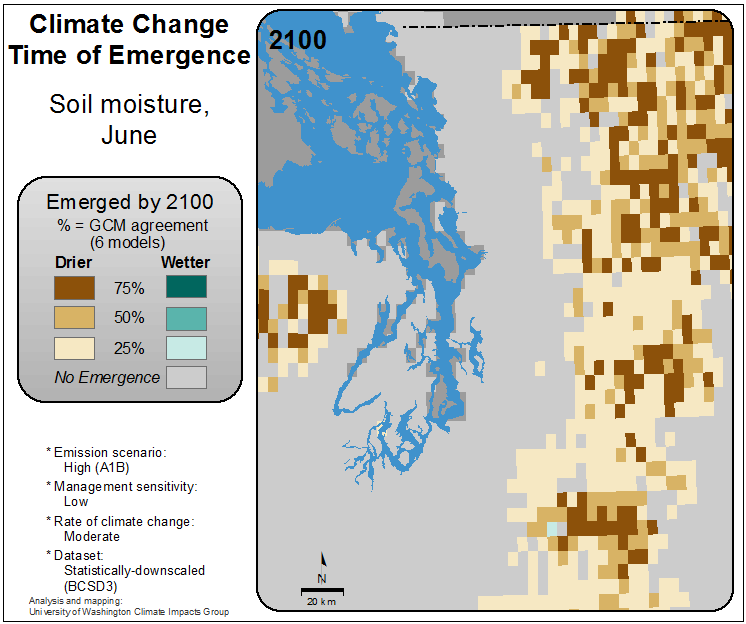 Climate Change
Time of Emergence
Soil moisture,
June
Emerged by 2100
% = GCM agreement
(6 models)
Drier Wetter
75%
50%
25%
No Emergence
* Emission scenario:
High (A1B)
* Management sensitivity:
Low
* Rate of climate change:
Moderate
* Dataset:
Statistically-downscaled
(BCSD3)
Analysis and mapping:
University of Washington Climate Impacts Group
2100
N
20 km